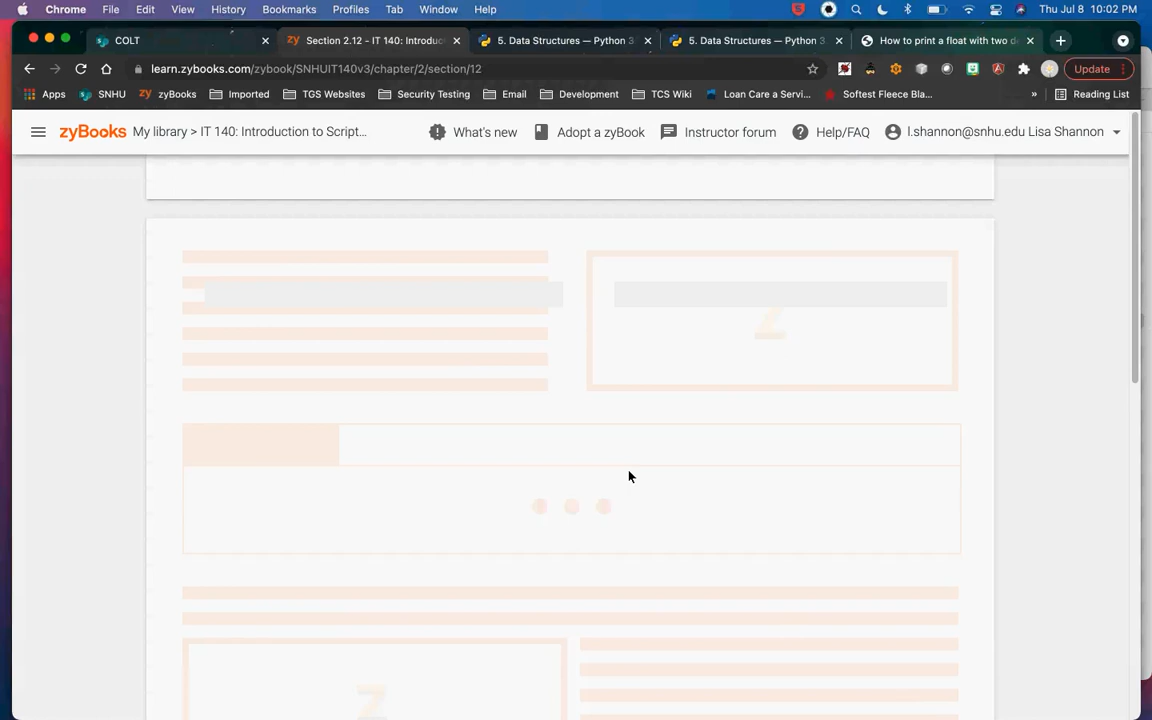 Chrome File Edit View History Bookmarks Profiles Tab Window Help Thu Jul 8 10:02 PM
COLT Section 2.12 - IT 140: Introduc 5. Data Structures — Python 3 5. Data Structures — Python 3 How to print a float with two d
learn.zybooks.com/zybook/SNHUIT140v3/chapter/2/section/12 Update
Apps SNHU zyBooks Imported TGS Websites Security Testing Email Development TCS Wiki Loan Care a Servi... Softest Fleece Bla... » Reading List
zyBooks My library > IT 140: Introduction to Script... What's new Adopt a zyBook Instructor forum Help/FAQ l.shannon@snhu.edu Lisa Shannon